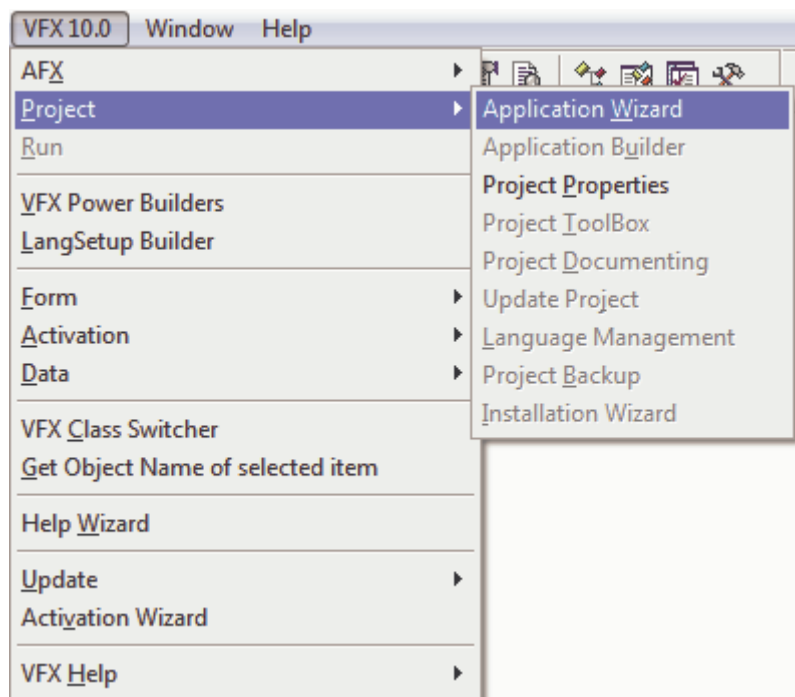 VFX 10.0 Window Help
AFX
Project
Run
VFX Power Builders
LangSetup Builder
Form
Activation
Data
VFX Class Switcher
Get Object Name of selected item
Help Wizard
Update
Activation Wizard
VFX Help
Application Wizard
Application Builder
Project Properties
Project ToolBox
Project Documenting
Update Project
Language Management
Project Backup
Installation Wizard